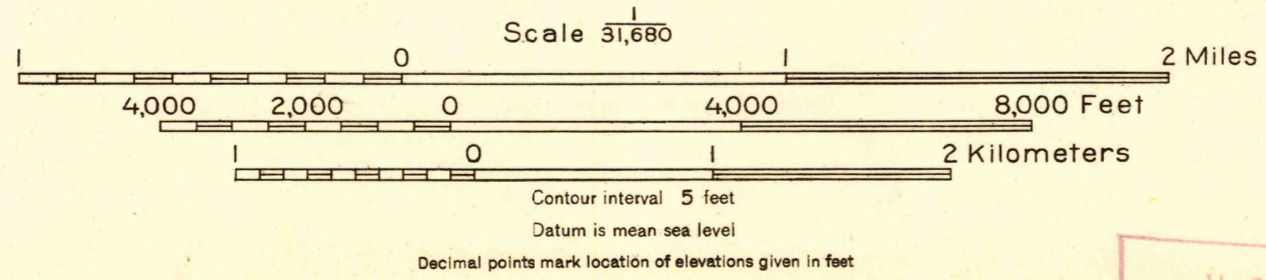 Scale 1/31,680
1 0 1 2 Miles
4,000 2,000 0 4,000 8,000 Feet
1 0 1 2 Kilometers
Contour interval 5 feet
Datum is mean sea level
Decimal points mark location of elevations given in feet